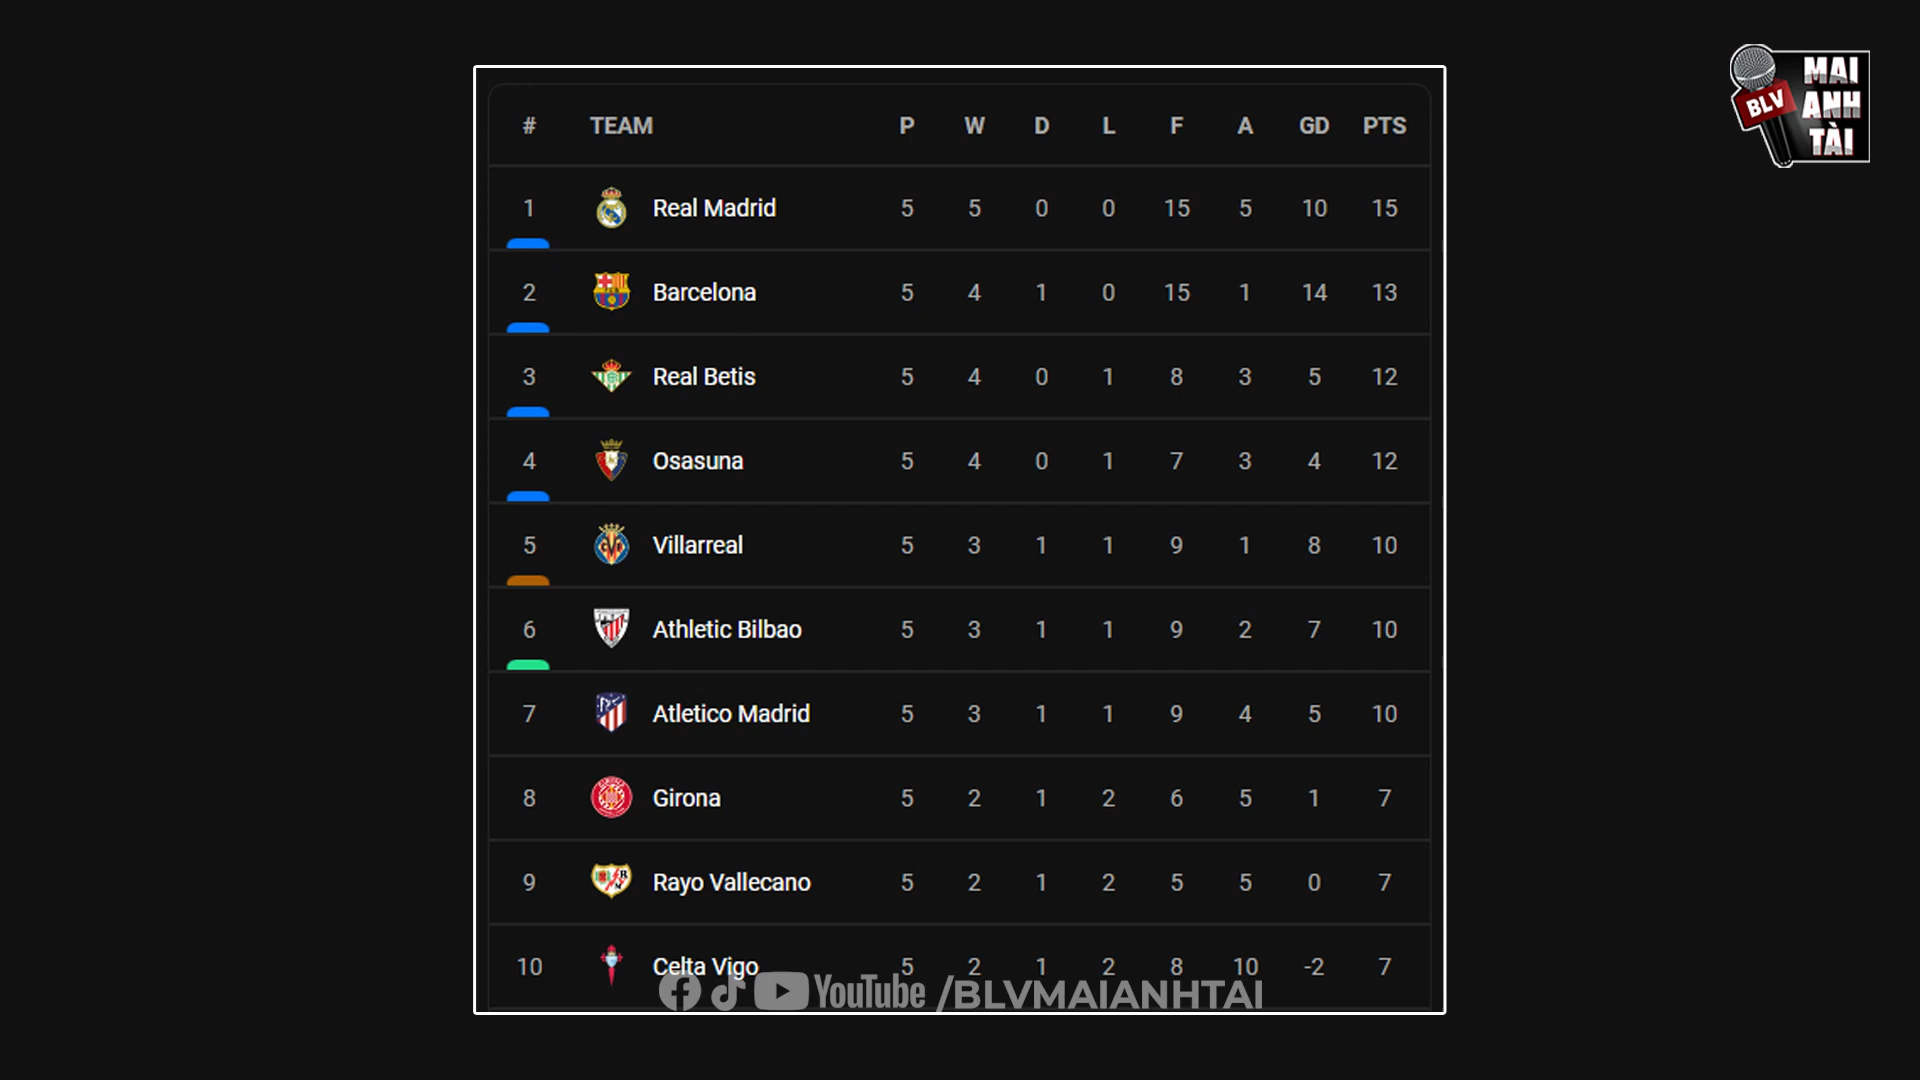 MAI
BLV ANH
TÀI
# TEAM P W D L F A GD PTS
1 Real Madrid 5 5 0 0 15 5 10 15
2 Barcelona 5 4 1 0 15 1 14 13
3 Real Betis 5 4 0 1 8 3 5 12
4 Osasuna 5 4 0 1 7 3 4 12
5 Villarreal 5 3 1 1 9 1 8 10
6 Athletic Bilbao 5 3 1 1 9 2 7 10
7 Atletico Madrid 5 3 1 1 9 4 5 10
8 Girona 5 2 1 2 6 5 1 7
9 Rayo Vallecano 5 2 1 2 5 5 0 7
10 Celta Vigo 5 2 1 2 8 10 -2 7
YouTube /BLVMAIANHTAI